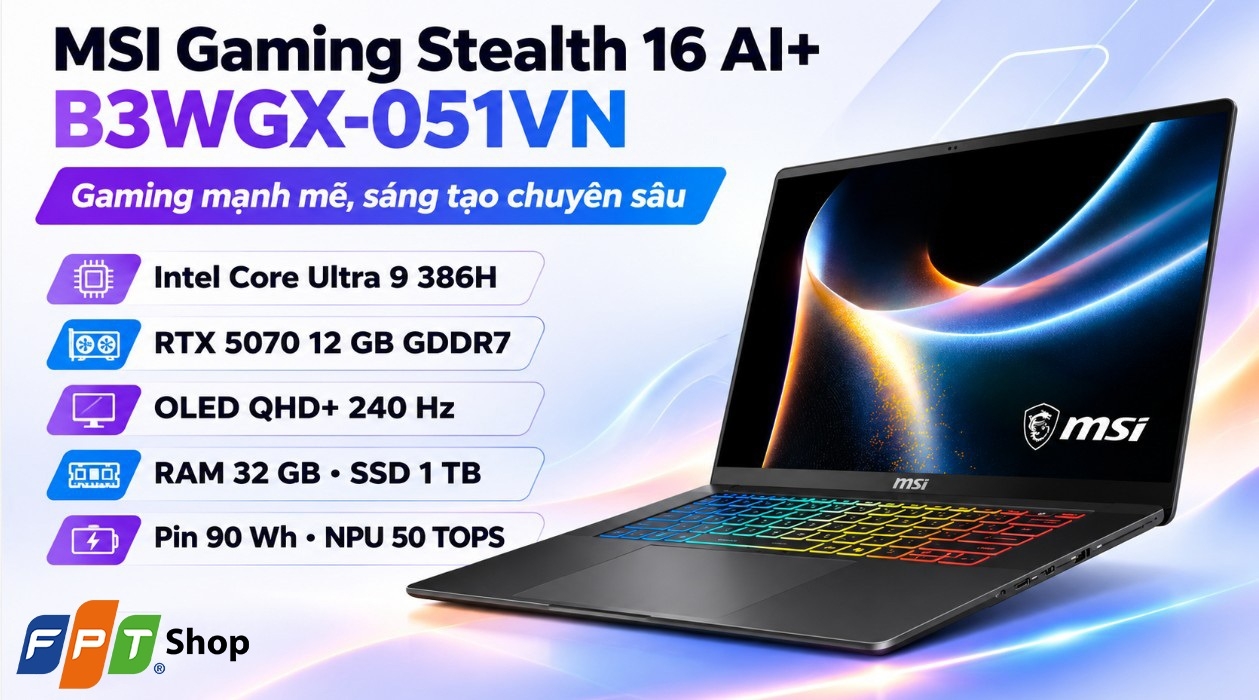 MSI Gaming Stealth 16 AI+
B3WGX-051VN
Gaming mạnh mẽ, sáng tạo chuyên sâu
Intel Core Ultra 9 386H
RTX 5070 12 GB GDDR7
OLED QHD+ 240 Hz
RAM 32 GB • SSD 1 TB
Pin 90 Wh • NPU 50 TOPS
msi
msi
FPT® Shop